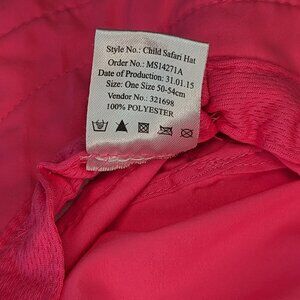 Style No.: Child Safari Hat
Order No.: MS14271A
Date of Production: 31.01.15
Size: One Size 50-54cm
Vendor No.: 321698
100% POLYESTER